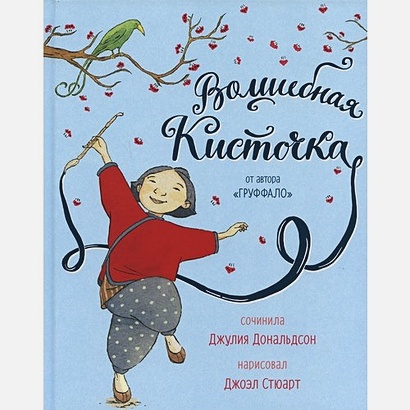 Волшебная
Кисточка
от автора
«ГРУФФАЛО»
сочинила
Джулия Дональдсон
нарисовал
Джоэл Стюарт